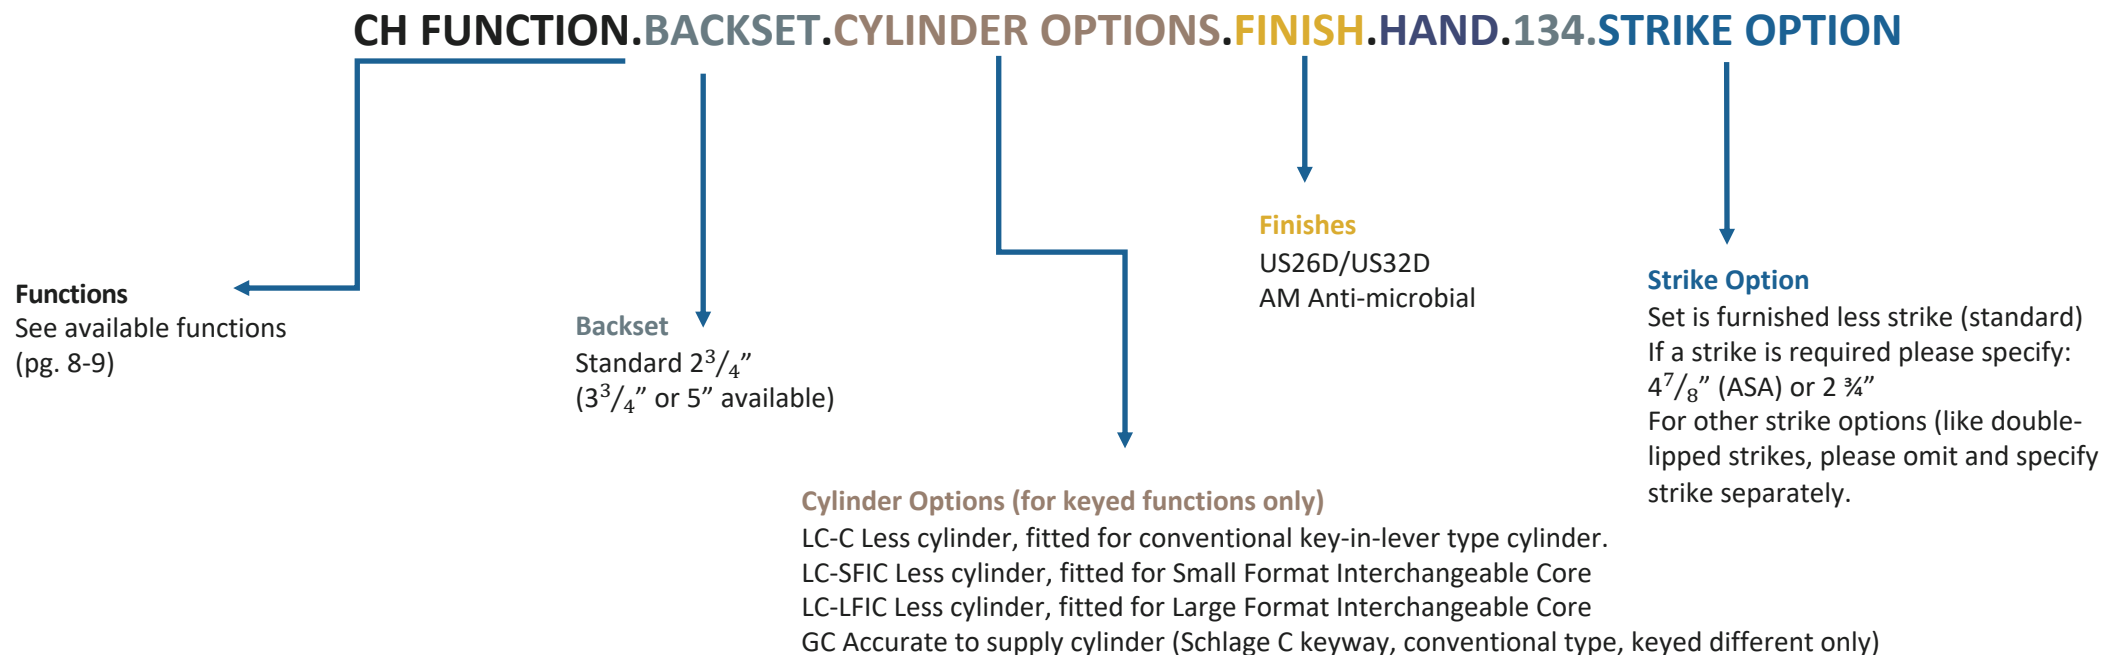 CH FUNCTION.BACKSET.CYLINDER OPTIONS.FINISH.HAND.134.STRIKE OPTION
Functions
See available functions
(pg. 8-9)
Backset
Standard 2³/₄”
(3³/₄” or 5” available)
Cylinder Options (for keyed functions only)
LC-C Less cylinder, fitted for conventional key-in-lever type cylinder.
LC-SFIC Less cylinder, fitted for Small Format Interchangeable Core
LC-LFIC Less cylinder, fitted for Large Format Interchangeable Core
GC Accurate to supply cylinder (Schlage C keyway, conventional type, keyed different only)
Finishes
US26D/US32D
AM Anti-microbial
Strike Option
Set is furnished less strike (standard)
If a strike is required please specify:
4⁷/₈” (ASA) or 2 ¾”
For other strike options (like double-
lipped strikes, please omit and specify
strike separately.